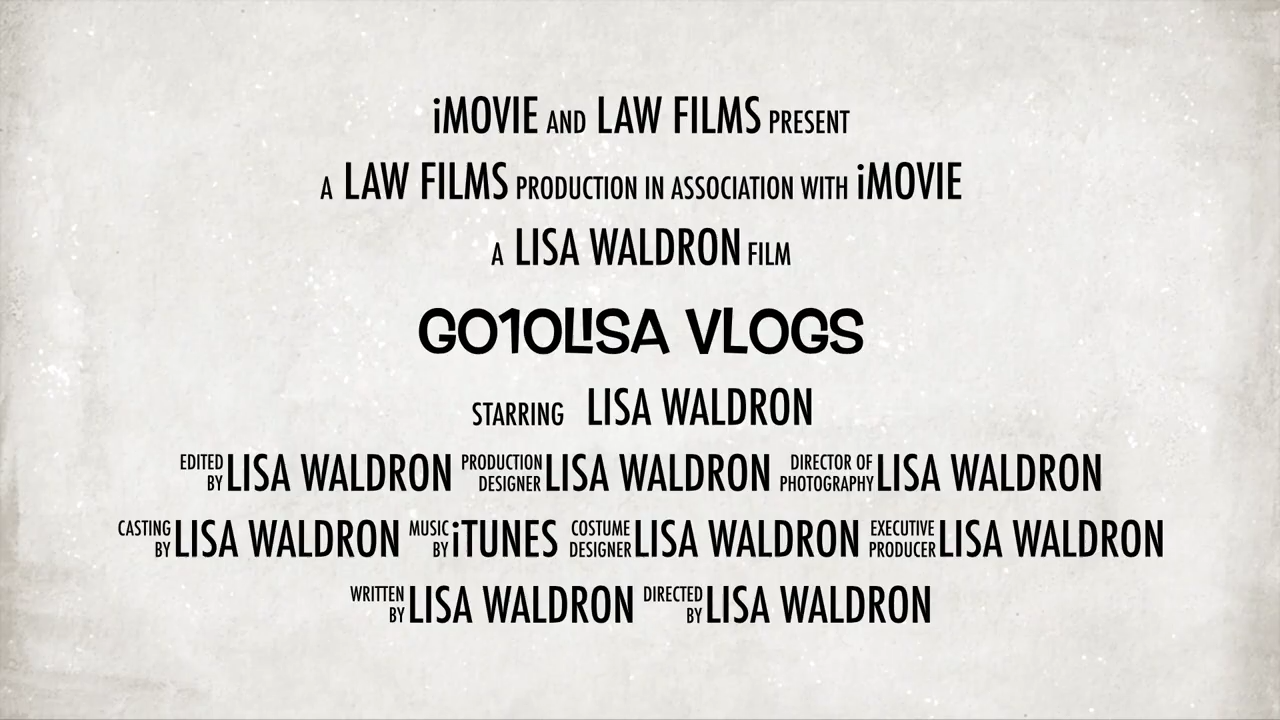 iMOVIE AND LAW FILMS PRESENT
A LAW FILMS PRODUCTION IN ASSOCIATION WITH iMOVIE
A LISA WALDRON FILM
GO10LISA VLOGS
STARRING LISA WALDRON
EDITED BY LISA WALDRON PRODUCTION DESIGNER LISA WALDRON DIRECTOR OF PHOTOGRAPHY LISA WALDRON
CASTING BY LISA WALDRON MUSIC BY iTUNES COSTUME DESIGNER LISA WALDRON EXECUTIVE PRODUCER LISA WALDRON
WRITTEN BY LISA WALDRON DIRECTED BY LISA WALDRON